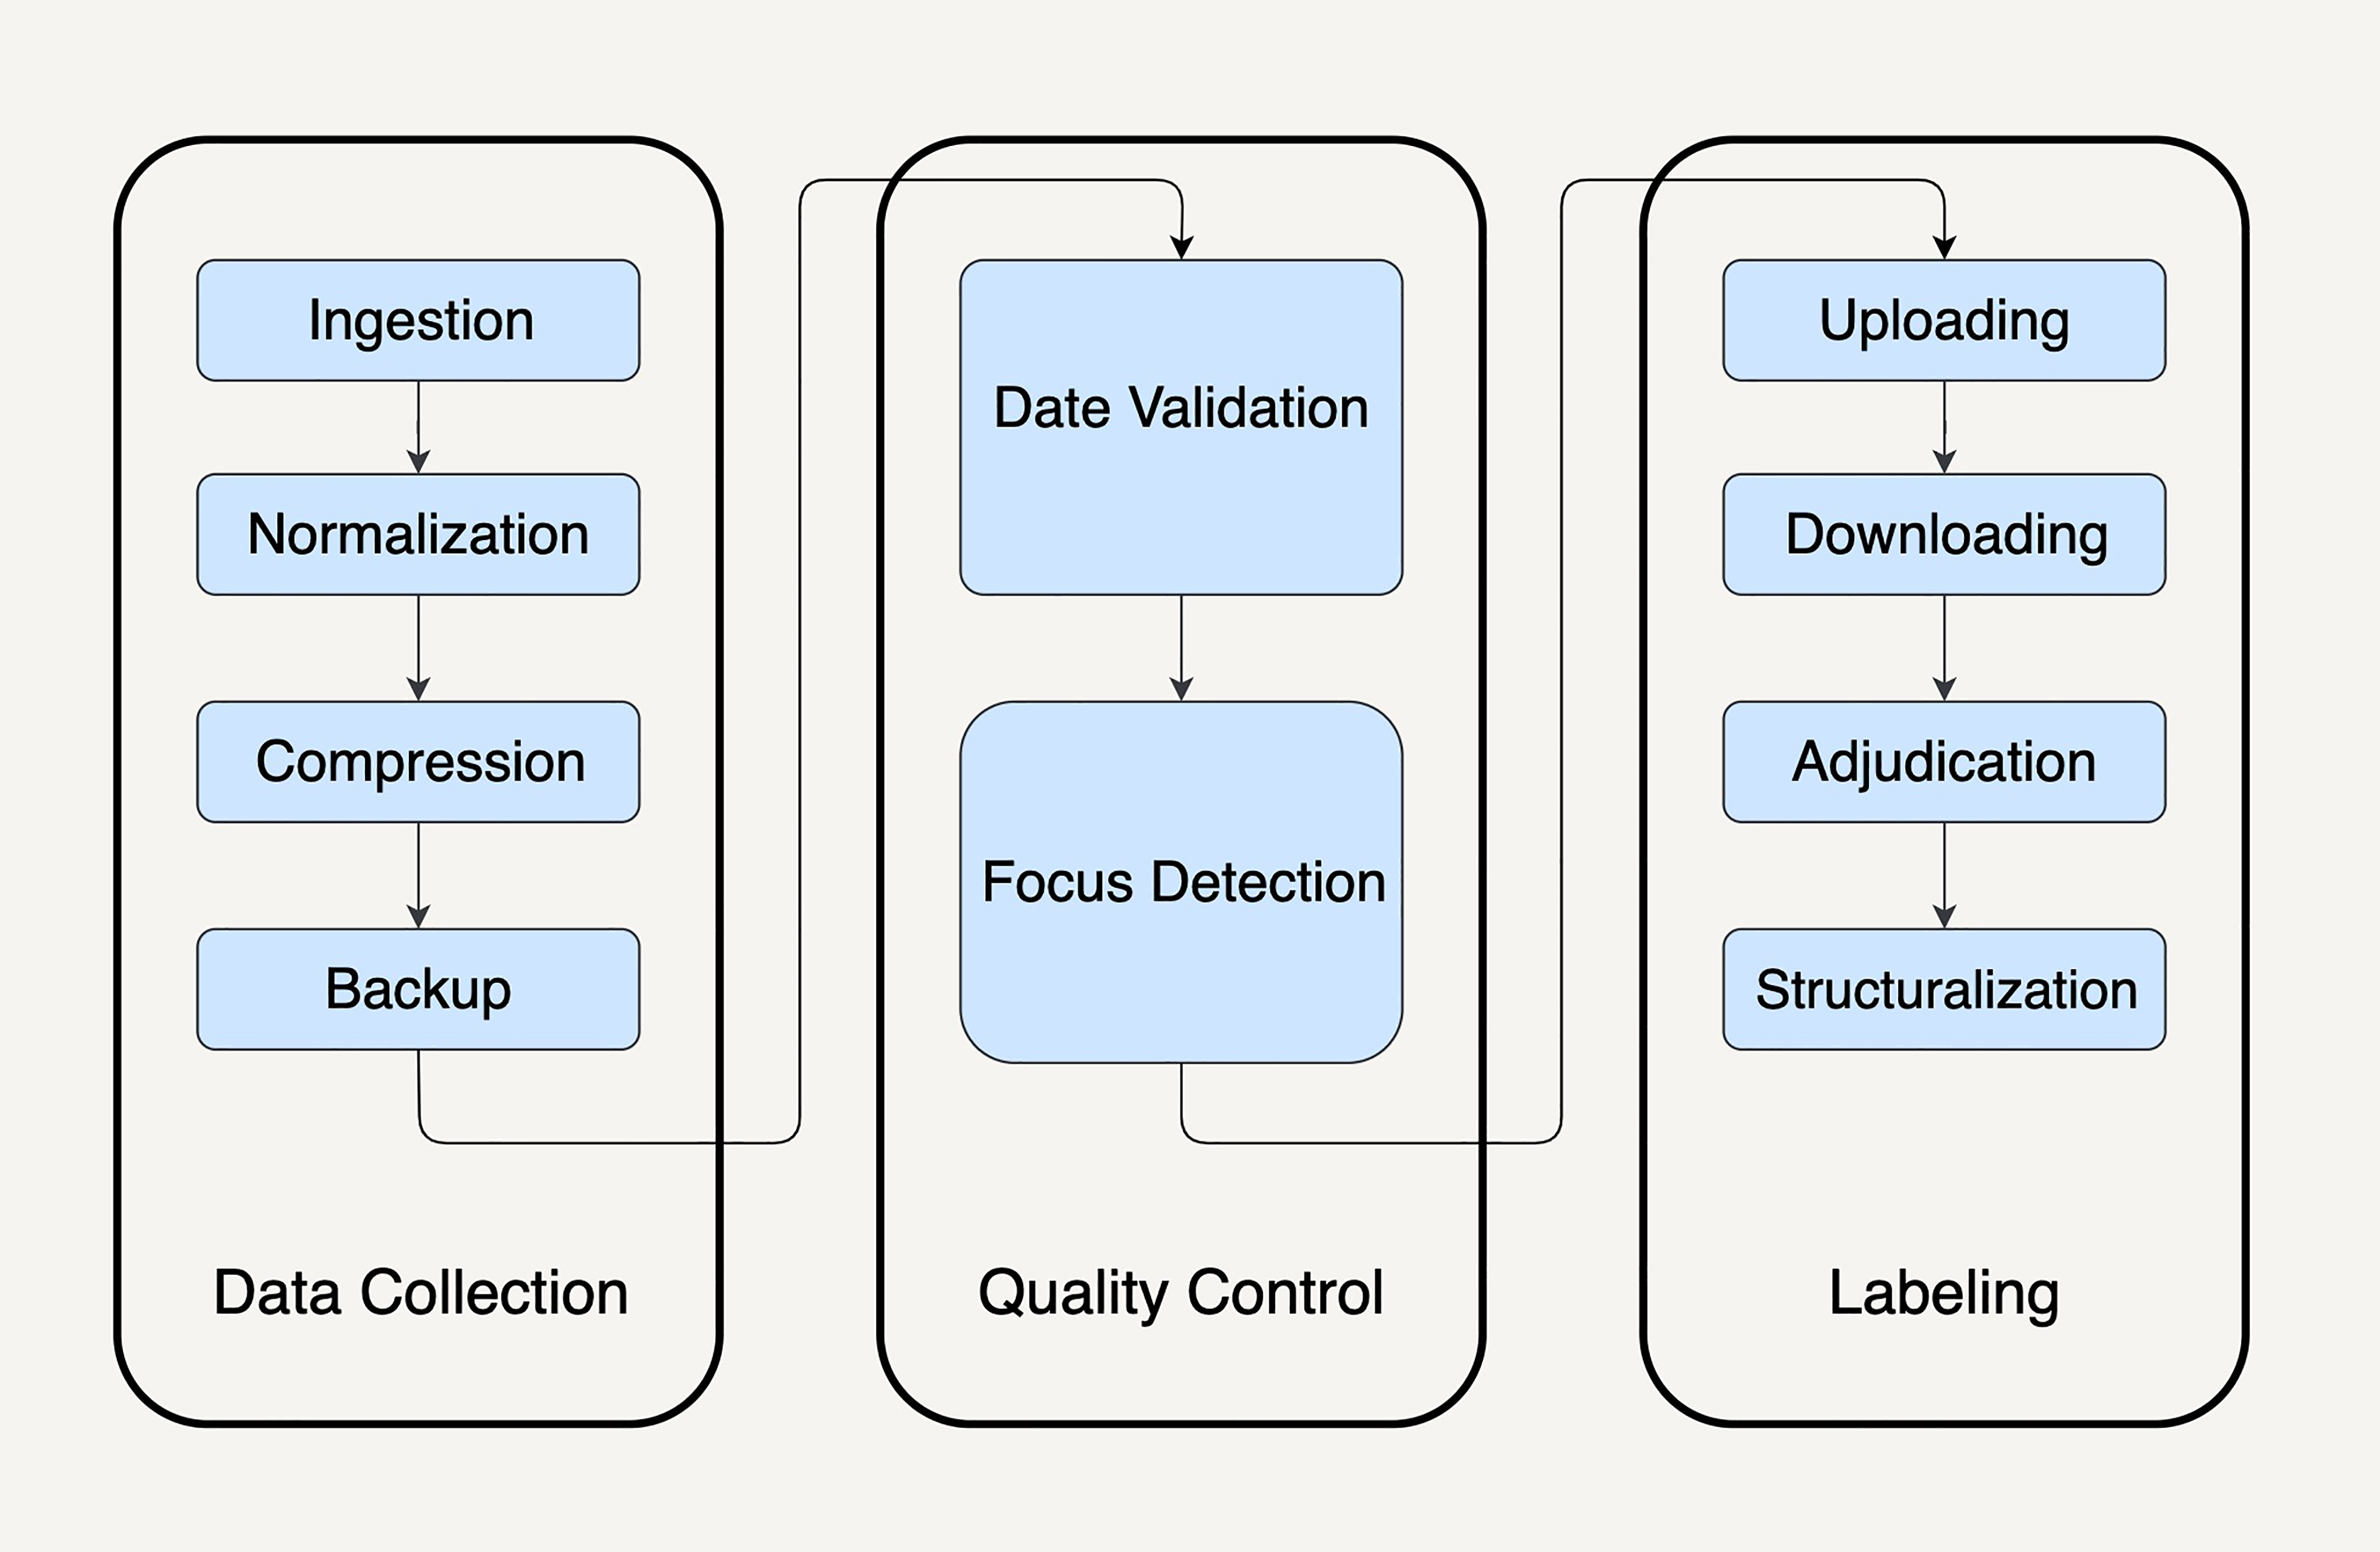 Ingestion
Normalization
Compression
Backup
Data Collection
Date Validation
Focus Detection
Quality Control
Uploading
Downloading
Adjudication
Structuralization
Labeling